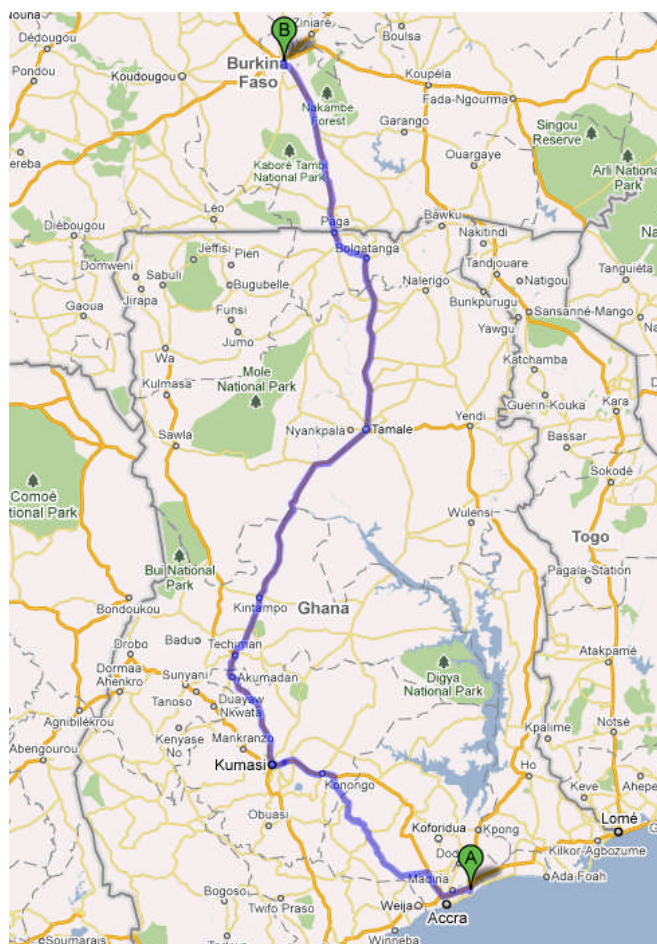 Nouna
Ziniaré
Boulsa
Dédougou
B
Pondou
Koudougou
Burkina
Faso
Koupéla
Fada-Ngourma
Nakambe
Forest
Garango
Singou
Reserve
ereba
Kaboré Tambi
National Park
Ouargaye
Arli National
Park
Léo
Paga
Bawku
Nakitindi
Diébougou
Domweni
Jeffisi
Pien
Bolgatanga
Sabuli
Bugubelle
Tandjouare
Natigou
Tanguiéta
Jirapa
Nalerigo
Bunkpurugu
Gaoua
Funsi
Sansanné-Mango
Jumo
Yawgu
Wa
Katchamba
Mole
National Park
Kulmasa
Guerin-Kouka
Kara
Nyankpala
Tamale
Yendi
Sawla
Bassar
Sokodé
Comoé
tional Park
Wulensi
Togo
Bui National
Park
Pagala-Station
Bondoukou
Kintampo
Ghana
Badu
Drobo
Techiman
Atakpamé
Dormaa
Ahenkro
Sunyani
Akumadan
Digya
National Park
Tanoso
Duayaw
Nkwata
Agnibilékrou
Kenyase
No 1
Notsé
Abengourou
Mankranzo
Kpalime
Kumasi
Ho
Konongo
Keve
Ahepe
Obuasi
Lomé
Koforidua
Kpong
Dod
A
Kilkor-Agbozume
Madina
Ada Foah
Bogoso
Twifo Praso
Weija
Accra
Soumarais
Winneba